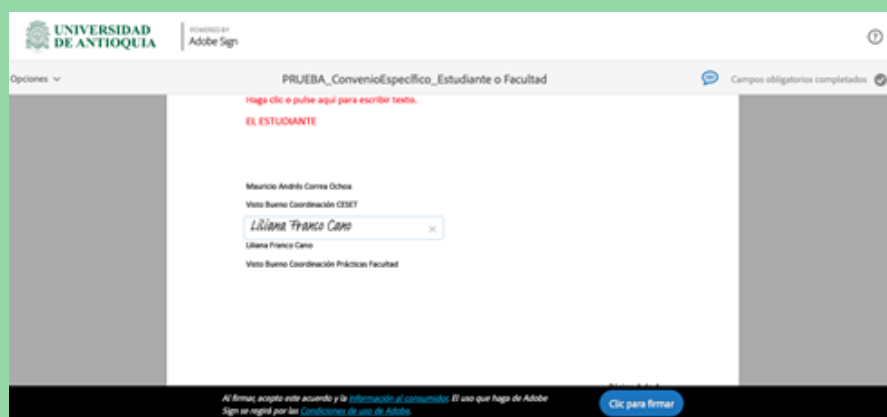 UNIVERSIDAD
DE ANTIOQUIA
POWERED BY
Adobe Sign
Opciones
PRUEBA_ConvenioEspecífico_Estudiante o Facultad
Campos obligatorios completados
Haga clic o pulse aquí para escribir texto.
EL ESTUDIANTE
Mauricio Andrés Correa Ochoa
Visto Bueno Coordinación CESET
Liliana Franco Cano
Liliana Franco Cano
Visto Bueno Coordinación Prácticas Facultad
Al firmar, acepto este acuerdo y la Información al consumidor. El uso que haga de Adobe
Sign se regirá por las Condiciones de uso de Adobe.
Clic para firmar